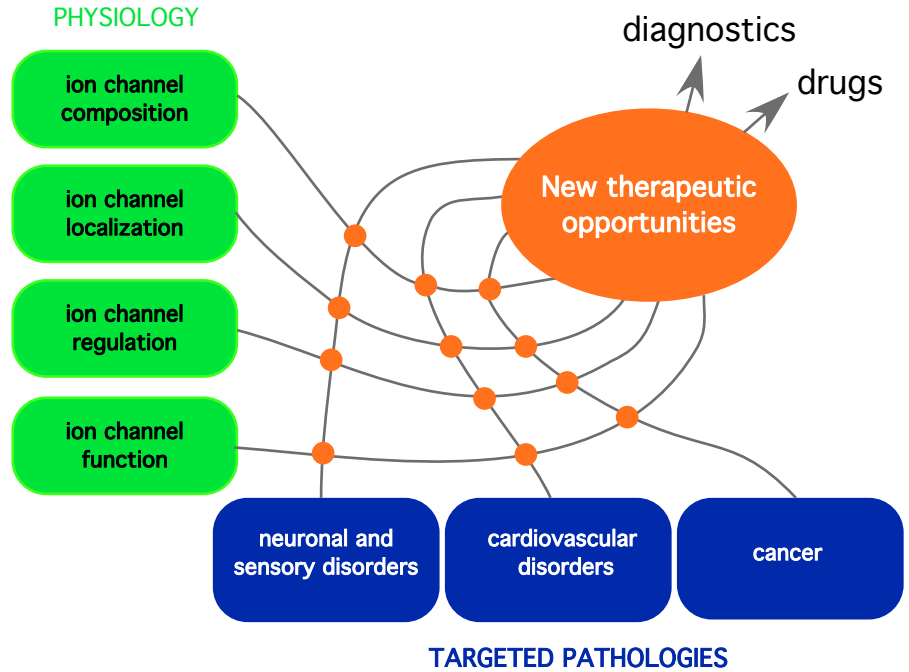 PHYSIOLOGY
diagnostics
drugs
ion channel
composition
ion channel
localization
New therapeutic
opportunities
ion channel
regulation
ion channel
function
neuronal and
sensory disorders
cardiovascular
disorders
cancer
TARGETED PATHOLOGIES